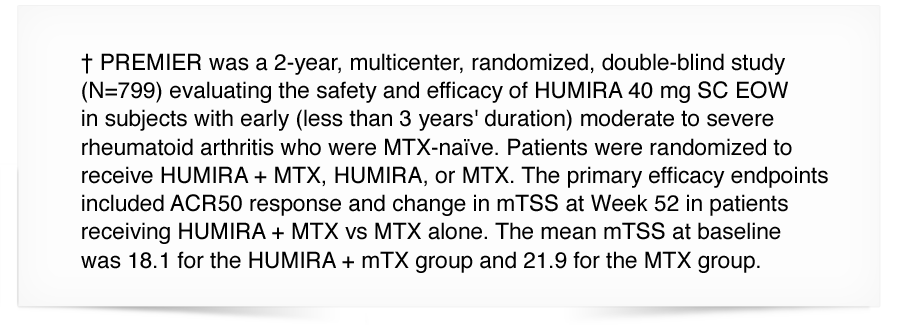 † PREMIER was a 2-year, multicenter, randomized, double-blind study
(N=799) evaluating the safety and efficacy of HUMIRA 40 mg SC EOW
in subjects with early (less than 3 years' duration) moderate to severe
rheumatoid arthritis who were MTX-naïve. Patients were randomized to
receive HUMIRA + MTX, HUMIRA, or MTX. The primary efficacy endpoints
included ACR50 response and change in mTSS at Week 52 in patients
receiving HUMIRA + MTX vs MTX alone. The mean mTSS at baseline
was 18.1 for the HUMIRA + mTX group and 21.9 for the MTX group.